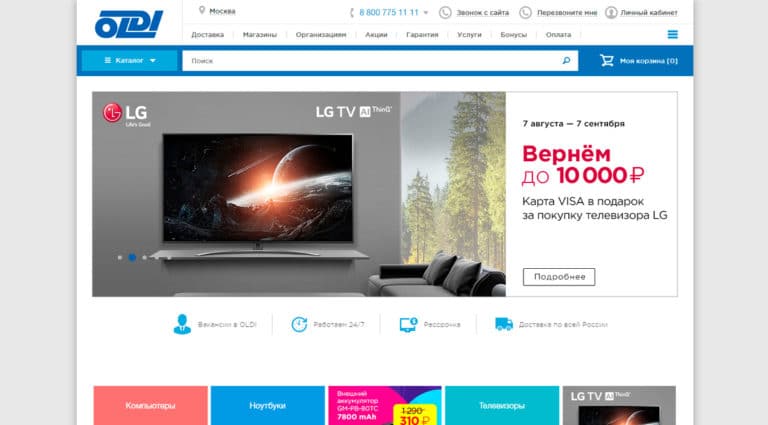 OLDI
Москва
8 800 775 11 11
Звонок с сайта
Перезвоните мне
Личный кабинет
Доставка
Магазины
Организациям
Акции
Гарантия
Услуги
Бонусы
Оплата
Каталог
Поиск
Моя корзина (0)
LG
Life's Good
LG TV AI ThinQ
7 августа — 7 сентября
Вернём
до 10 000 ₽
Карта VISA в подарок
за покупку телевизора LG
Подробнее
Вакансии в OLDI
Работаем 24/7
Рассрочка
Доставка по всей России
Компьютеры
Ноутбуки
Внешний
аккумулятор
GM-PB-80TC
7800 mAh
1 290
310 ₽
Телевизоры
LG TV AI ThinQ